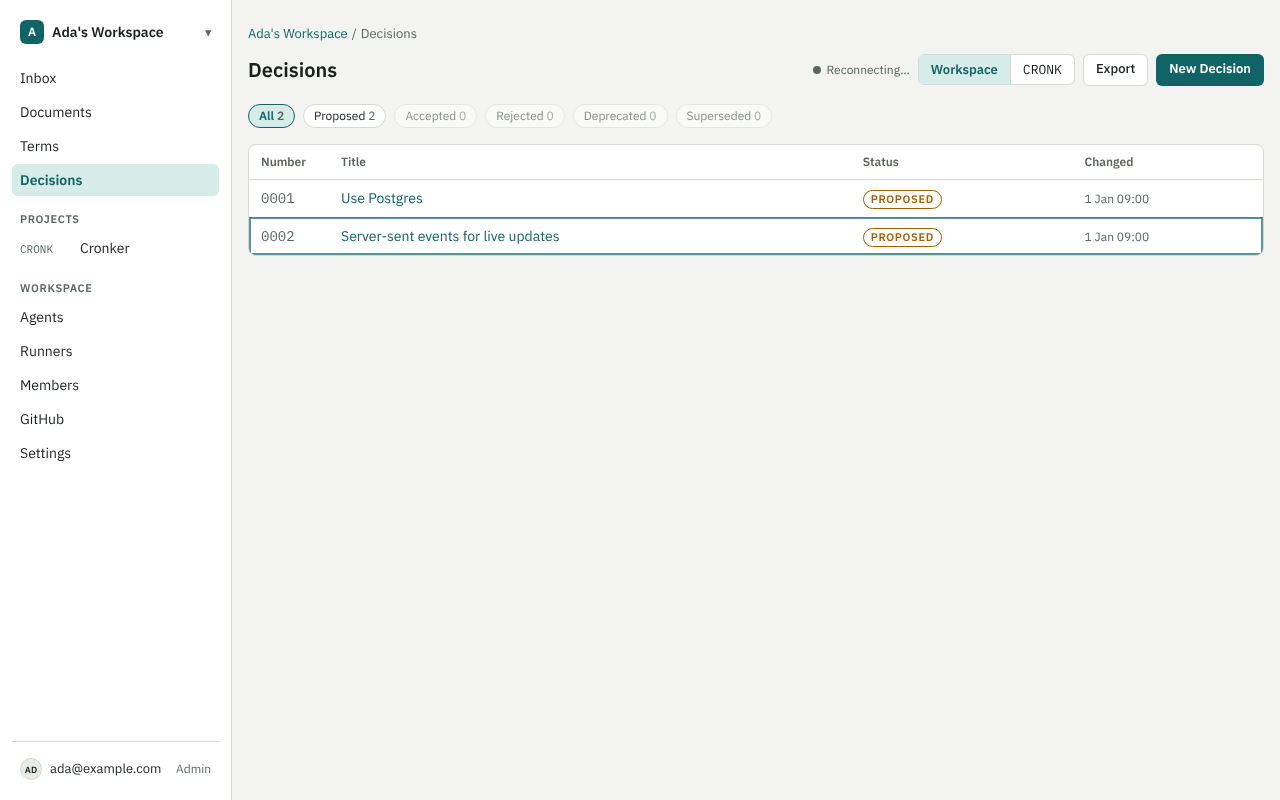 A Ada's Workspace ▾
Inbox
Documents
Terms
Decisions
PROJECTS
CRONK Cronker
WORKSPACE
Agents
Runners
Members
GitHub
Settings
AD ada@example.com Admin
Ada's Workspace / Decisions
Decisions
Reconnecting… Workspace CRONK Export New Decision
All 2 Proposed 2 Accepted 0 Rejected 0 Deprecated 0 Superseded 0
Number Title Status Changed
0001 Use Postgres PROPOSED 1 Jan 09:00
0002 Server-sent events for live updates PROPOSED 1 Jan 09:00